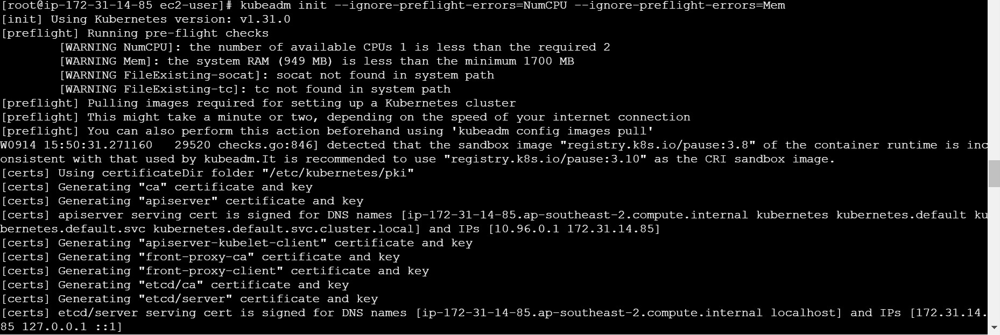 [root@ip-172-31-14-85 ec2-user]# kubeadm init --ignore-preflight-errors=NumCPU --ignore-preflight-errors=Mem
[init] Using Kubernetes version: v1.31.0
[preflight] Running pre-flight checks
        [WARNING NumCPU]: the number of available CPUs 1 is less than the required 2
        [WARNING Mem]: the system RAM (949 MB) is less than the minimum 1700 MB
        [WARNING FileExisting-socat]: socat not found in system path
        [WARNING FileExisting-tc]: tc not found in system path
[preflight] Pulling images required for setting up a Kubernetes cluster
[preflight] This might take a minute or two, depending on the speed of your internet connection
[preflight] You can also perform this action beforehand using 'kubeadm config images pull'
W0914 15:50:31.271160   29520 checks.go:846] detected that the sandbox image "registry.k8s.io/pause:3.8" of the container runtime is inc
onsistent with that used by kubeadm.It is recommended to use "registry.k8s.io/pause:3.10" as the CRI sandbox image.
[certs] Using certificateDir folder "/etc/kubernetes/pki"
[certs] Generating "ca" certificate and key
[certs] Generating "apiserver" certificate and key
[certs] apiserver serving cert is signed for DNS names [ip-172-31-14-85.ap-southeast-2.compute.internal kubernetes kubernetes.default ku
bernetes.default.svc kubernetes.default.svc.cluster.local] and IPs [10.96.0.1 172.31.14.85]
[certs] Generating "apiserver-kubelet-client" certificate and key
[certs] Generating "front-proxy-ca" certificate and key
[certs] Generating "front-proxy-client" certificate and key
[certs] Generating "etcd/ca" certificate and key
[certs] Generating "etcd/server" certificate and key
[certs] etcd/server serving cert is signed for DNS names [ip-172-31-14-85.ap-southeast-2.compute.internal localhost] and IPs [172.31.14.
85 127.0.0.1 ::1]